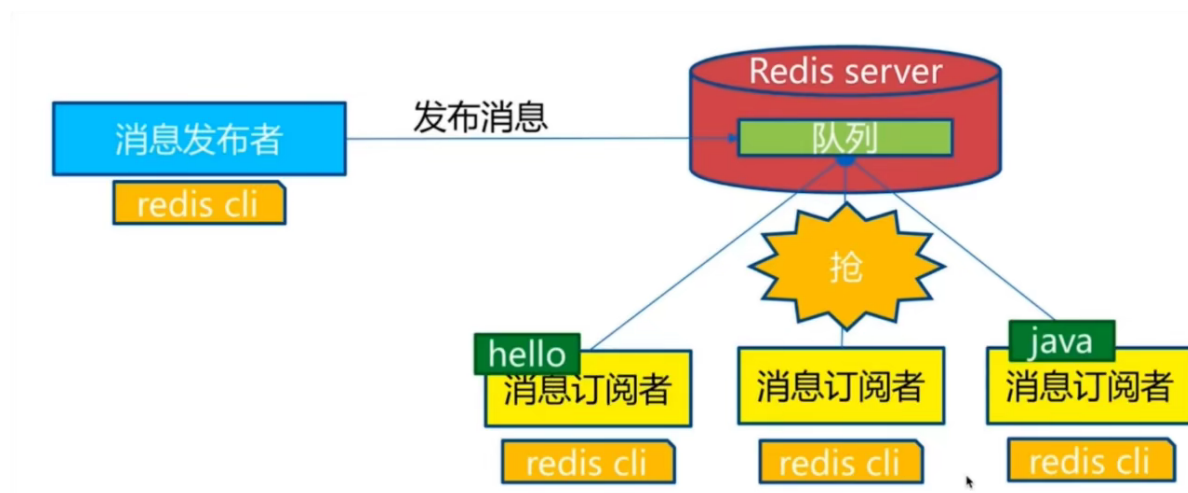 Redis server
发布消息
消息发布者
队列
redis cli
抢
hello
java
消息订阅者
消息订阅者
消息订阅者
redis cli
redis cli
redis cli